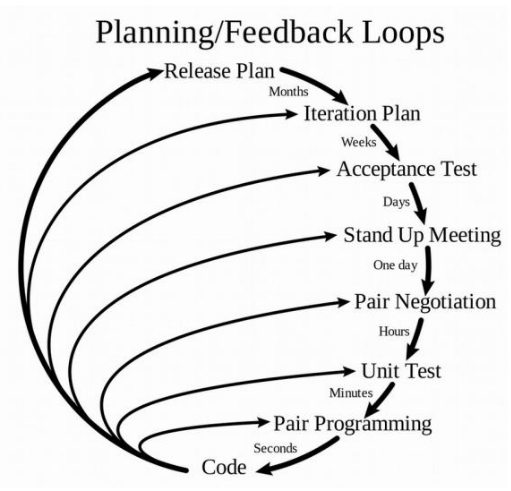 Planning/Feedback Loops
Release Plan
Months
Iteration Plan
Weeks
Acceptance Test
Days
Stand Up Meeting
One day
Pair Negotiation
Hours
Unit Test
Minutes
Pair Programming
Seconds
Code